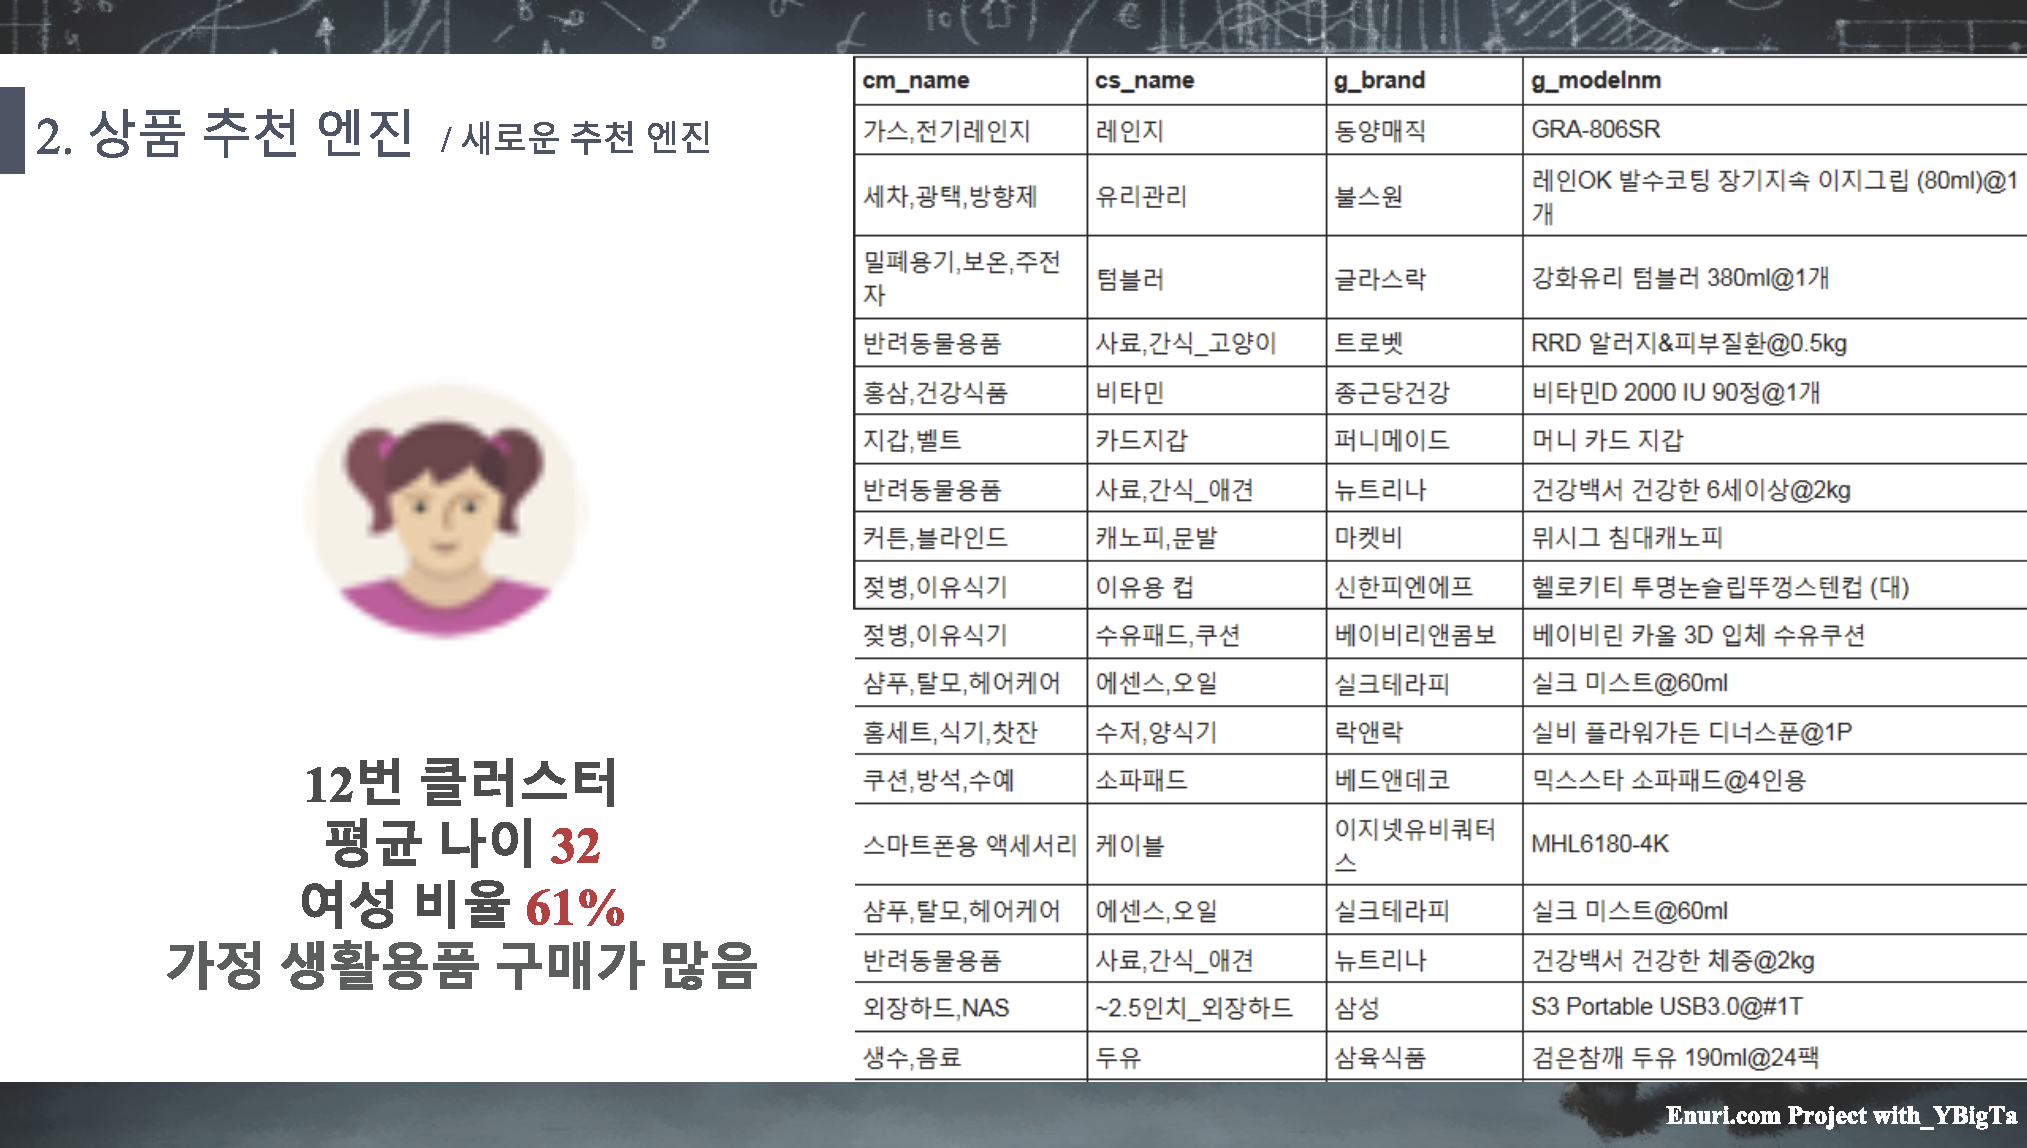 2. 상품 추천 엔진 / 새로운 추천 엔진
12번 클러스터
평균 나이 32
여성 비율 61%
가정 생활용품 구매가 많음
cm_name cs_name g_brand g_modelnm
가스,전기레인지 레인지 동양매직 GRA-806SR
세차,광택,방향제 유리관리 불스원 레인OK 발수코팅 장기지속 이지그립 (80ml)@1
개
밀폐용기,보온,주전
자 텀블러 글라스락 강화유리 텀블러 380ml@1개
반려동물용품 사료,간식_고양이 트로벳 RRD 알러지&피부질환@0.5kg
홍삼,건강식품 비타민 종근당건강 비타민D 2000 IU 90정@1개
지갑,벨트 카드지갑 퍼니메이드 머니 카드 지갑
반려동물용품 사료,간식_애견 뉴트리나 건강백서 건강한 6세이상@2kg
커튼,블라인드 캐노피,문발 마켓비 뮈시그 침대캐노피
젖병,이유식기 이유용 컵 신한피엔에프 헬로키티 투명논슬립뚜껑스텐컵 (대)
젖병,이유식기 수유패드,쿠션 베이비리앤콤보 베이비린 카울 3D 입체 수유쿠션
샴푸,탈모,헤어케어 에센스,오일 실크테라피 실크 미스트@60ml
홈세트,식기,찻잔 수저,양식기 락앤락 실비 플라워가든 디너스푼@1P
쿠션,방석,수예 소파패드 베드앤데코 믹스스타 소파패드@4인용
스마트폰용 액세서리 케이블 이지넷유비쿼터
스 MHL6180-4K
샴푸,탈모,헤어케어 에센스,오일 실크테라피 실크 미스트@60ml
반려동물용품 사료,간식_애견 뉴트리나 건강백서 건강한 체중@2kg
외장하드,NAS ~2.5인치_외장하드 삼성 S3 Portable USB3.0@#1T
생수,음료 두유 삼육식품 검은참깨 두유 190ml@24팩
Enuri.com Project with_YBigTa